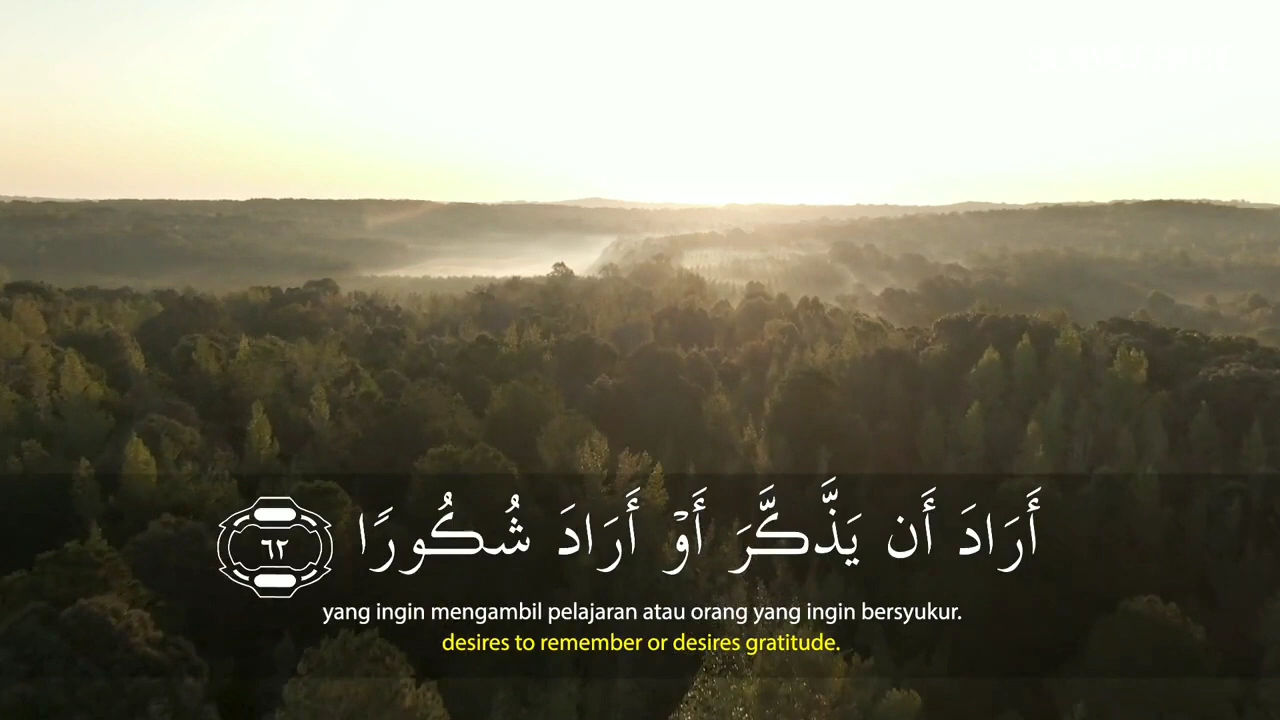 أَرَادَ أَن يَذَّكَّرَ أَوْ أَرَادَ شُكُورًا ٦٢
yang ingin mengambil pelajaran atau orang yang ingin bersyukur.
desires to remember or desires gratitude.